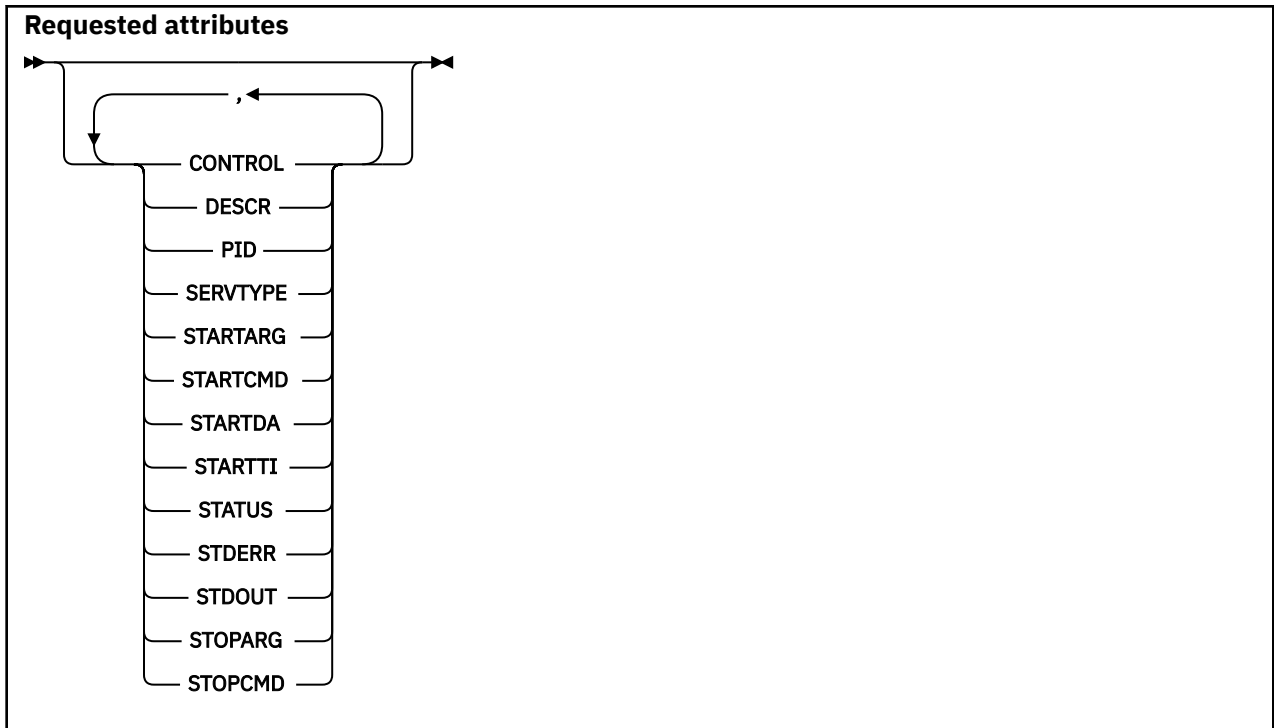 Requested attributes
,
CONTROL
DESCR
PID
SERVTYPE
STARTARG
STARTCMD
STARTDA
STARTTI
STATUS
STDERR
STDOUT
STOPARG
STOPCMD